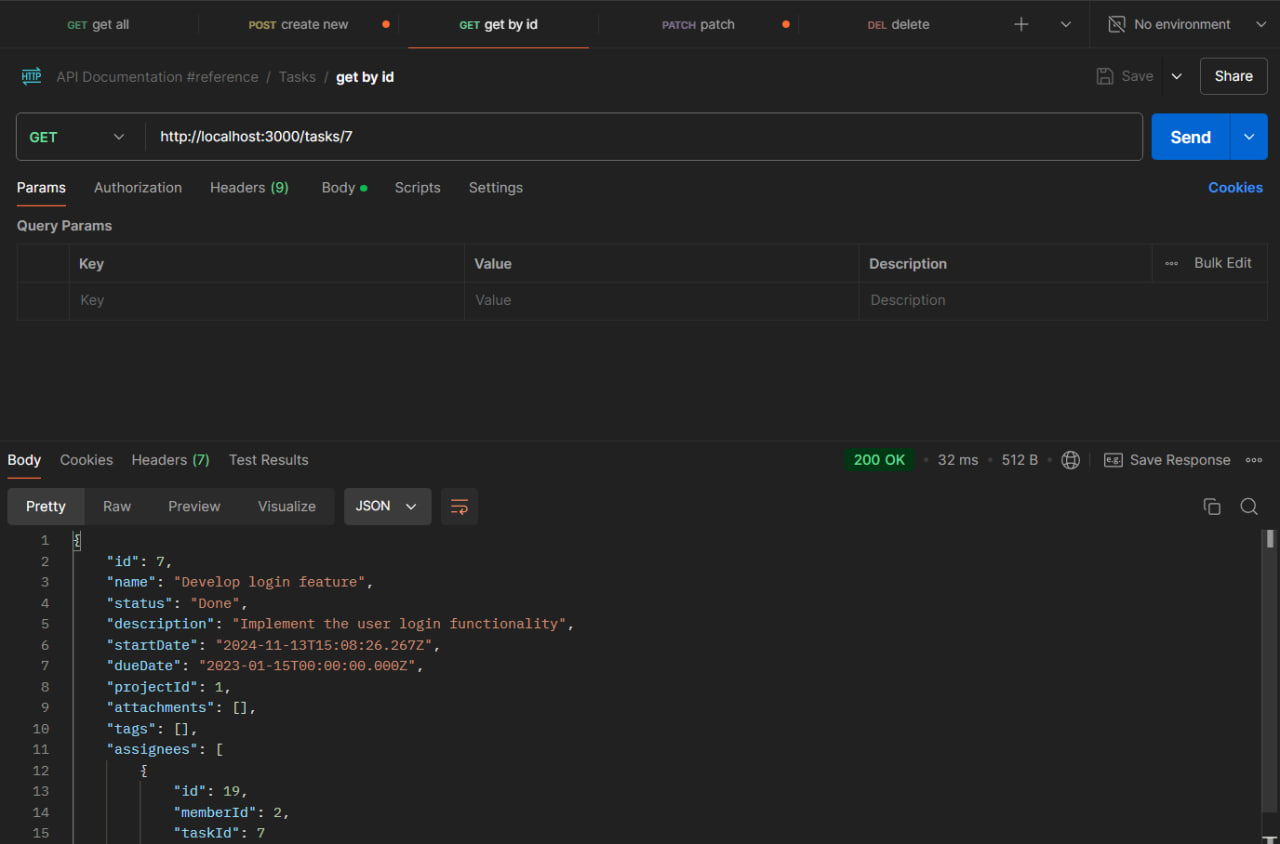 GET get all POST create new GET get by id PATCH patch DEL delete No environment
HTTP API Documentation #reference / Tasks / get by id Save Share
GET http://localhost:3000/tasks/7 Send
Params Authorization Headers (9) Body Scripts Settings Cookies
Query Params
Key Value Description Bulk Edit
Key Value Description
Body Cookies Headers (7) Test Results 200 OK 32 ms 512 B e.g. Save Response
Pretty Raw Preview Visualize JSON
1 {
2 "id": 7,
3 "name": "Develop login feature",
4 "status": "Done",
5 "description": "Implement the user login functionality",
6 "startDate": "2024-11-13T15:08:26.267Z",
7 "dueDate": "2023-01-15T00:00:00.000Z",
8 "projectId": 1,
9 "attachments": [],
10 "tags": [],
11 "assignees": [
12 {
13 "id": 19,
14 "memberId": 2,
15 "taskId": 7